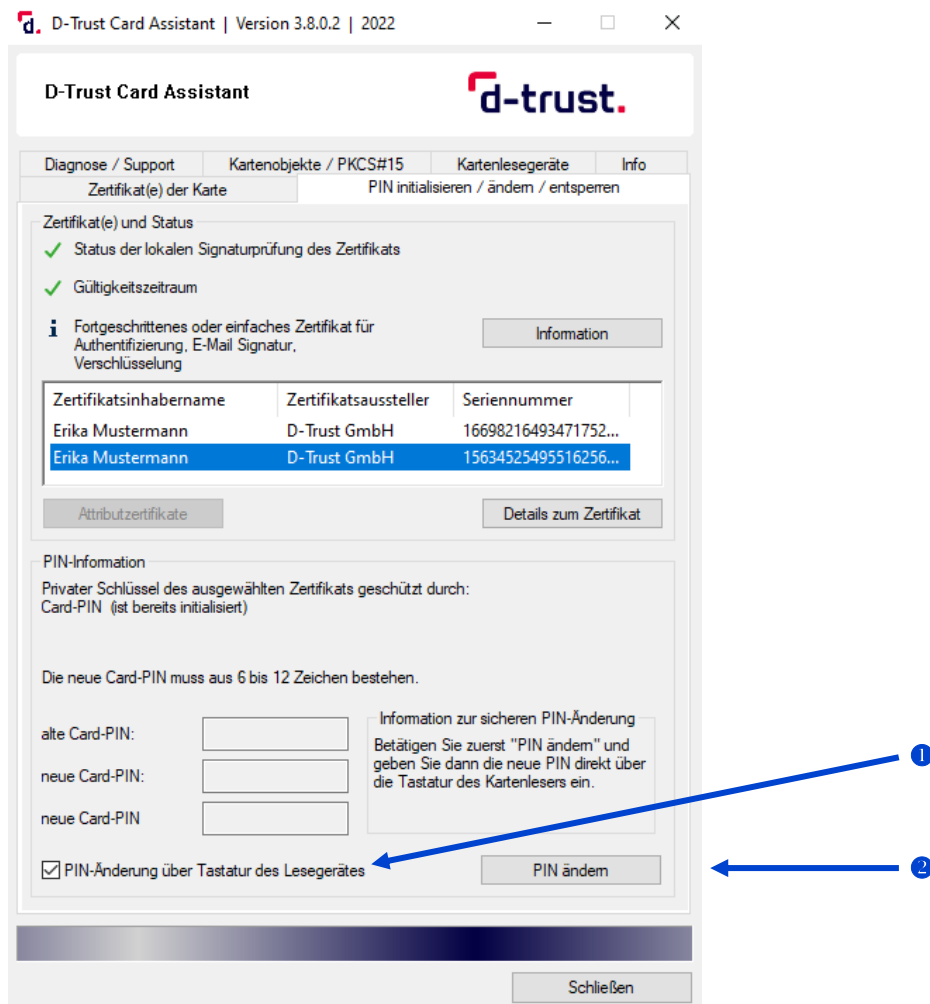 D-Trust Card Assistant | Version 3.8.0.2 | 2022
D-Trust Card Assistant
d-trust.
Diagnose / Support
Kartenobjekte / PKCS#15
Kartenlesegeräte
Info
Zertifikat(e) der Karte
PIN initialisieren / ändern / entsperren
Zertifikat(e) und Status
Status der lokalen Signaturprüfung des Zertifikats
Gültigkeitszeitraum
Fortgeschrittenes oder einfaches Zertifikat für
Authentifizierung, E-Mail Signatur,
Verschlüsselung
Information
Zertifikatsinhabername Zertifikatsaussteller Seriennummer
Erika Mustermann D-Trust GmbH 16698216493471752...
Erika Mustermann D-Trust GmbH 15634525495516256...
Attributzertifikate
Details zum Zertifikat
PIN-Information
Privater Schlüssel des ausgewählten Zertifikats geschützt durch:
Card-PIN (ist bereits initialisiert)
Die neue Card-PIN muss aus 6 bis 12 Zeichen bestehen.
alte Card-PIN:
neue Card-PIN:
neue Card-PIN
Information zur sicheren PIN-Änderung
Betätigen Sie zuerst "PIN ändern" und
geben Sie dann die neue PIN direkt über
die Tastatur des Kartenlesers ein.
❶
PIN-Änderung über Tastatur des Lesegerätes
PIN ändern
❷
Schließen